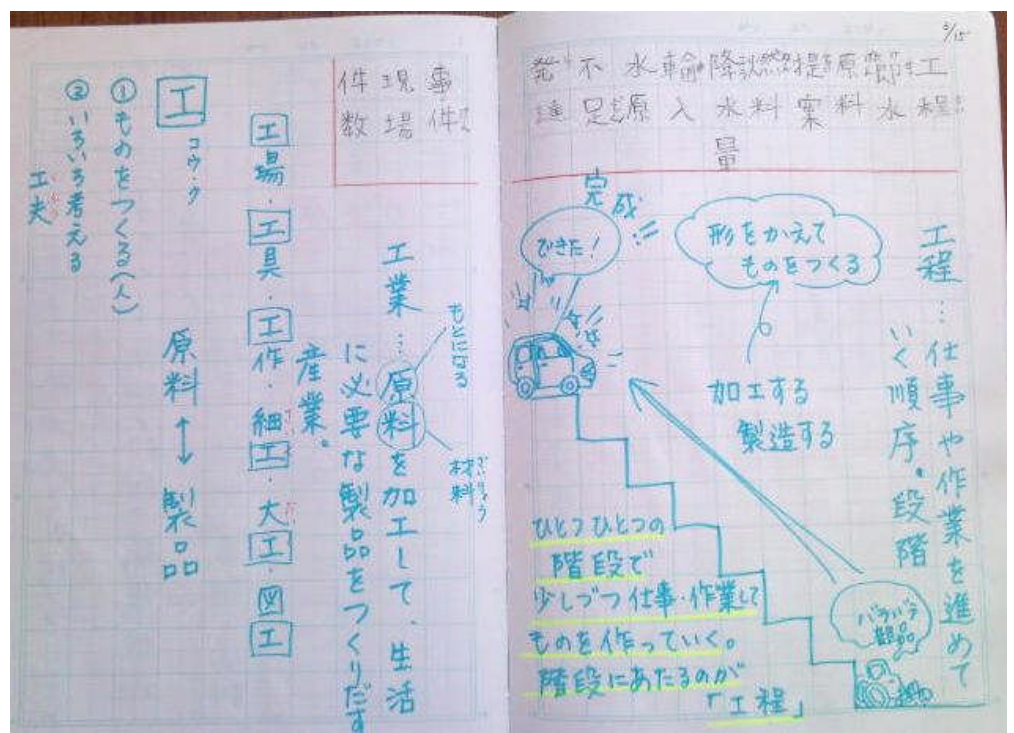 工程
節水
原料
提案
燃料
降水量
輸入
水原
不足
発達
工程…仕事や作業を進めて
いく順序。段階
形をかえて
ものをつくる
加工する
製造する
完成
できた！
バラバラ
部品
ひとつひとつの
階段で
少しづつ仕事・作業して
ものを作っていく。
階段にあたるのが
「工程」
事件
現場
件数
工業…原料を加工して、生活
に必要な製品をつくりだす
産業。
もとになる
ざいりょう
材料
工場・工具・工作・細工・大工・図工
工 コウ・ク
原料↔製品
①ものをつくる(人)
②いろいろ考える
工夫